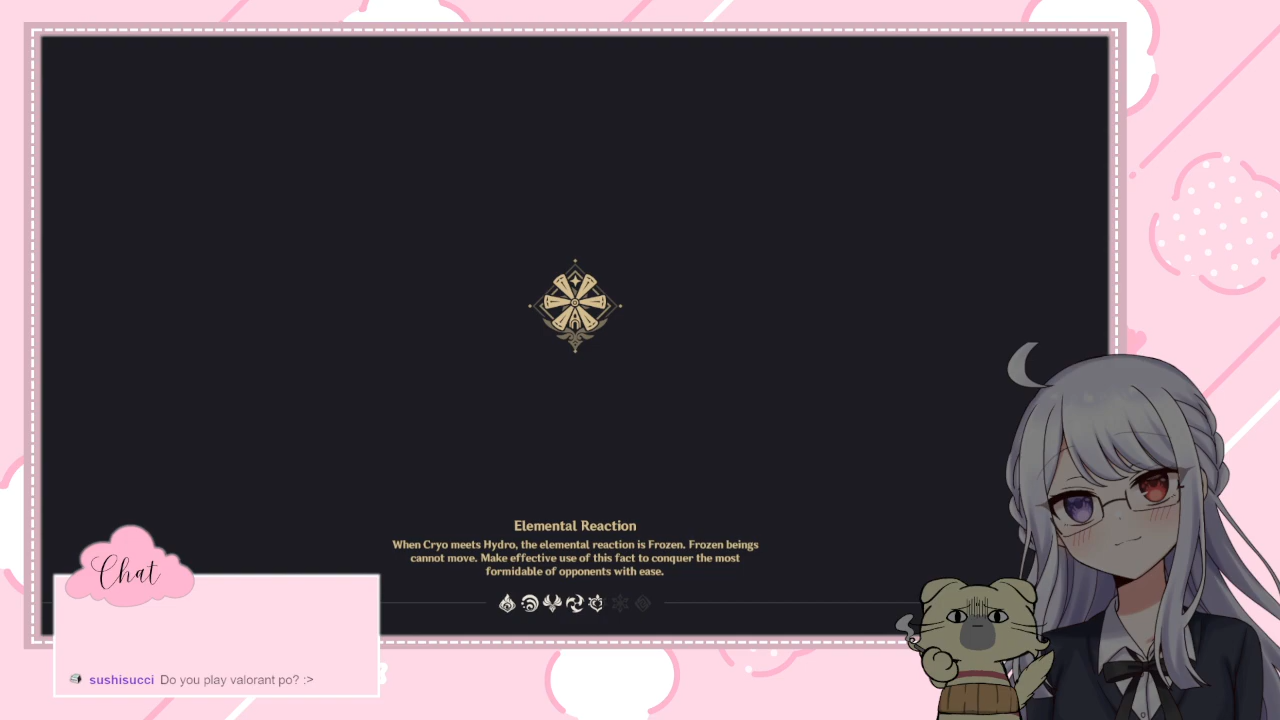 Elemental Reaction
When Cryo meets Hydro, the elemental reaction is Frozen. Frozen beings
cannot move. Make effective use of this fact to conquer the most
formidable of opponents with ease.
Chat
sushisucci Do you play valorant po? :>